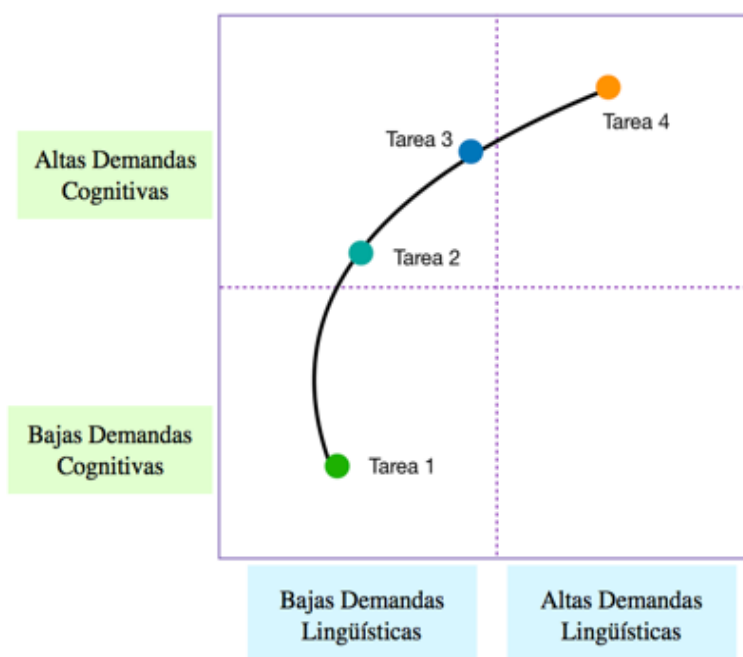 Tarea 4
Tarea 3
Altas Demandas
Cognitivas
Tarea 2
Bajas Demandas
Cognitivas
Tarea 1
Bajas Demandas
Lingüísticas
Altas Demandas
Lingüísticas